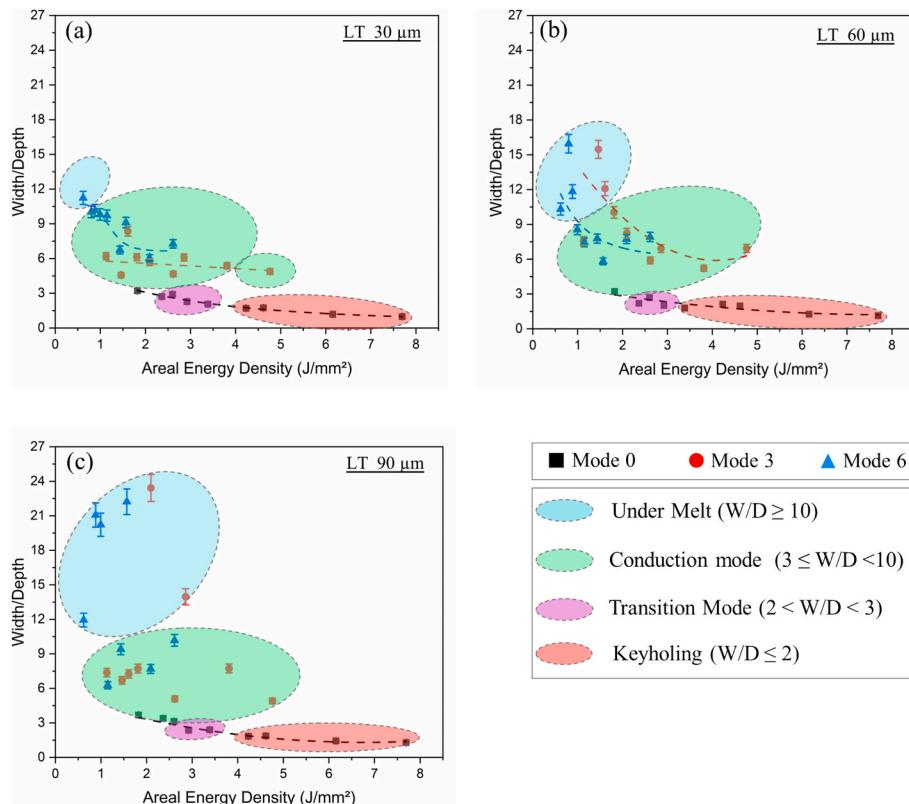 (a)
LT 30 µm
27
24
21
18
15
12
9
6
3
0
Width/Depth
0 1 2 3 4 5 6 7 8
Areal Energy Density (J/mm²)
(b)
LT 60 µm
27
24
21
18
15
12
9
6
3
0
Width/Depth
0 1 2 3 4 5 6 7 8
Areal Energy Density (J/mm²)
(c)
LT 90 µm
27
24
21
18
15
12
9
6
3
0
Width/Depth
0 1 2 3 4 5 6 7 8
Areal Energy Density (J/mm²)
Mode 0 Mode 3 Mode 6
Under Melt (W/D ≥ 10)
Conduction mode (3 ≤ W/D <10)
Transition Mode (2 < W/D < 3)
Keyholing (W/D ≤ 2)